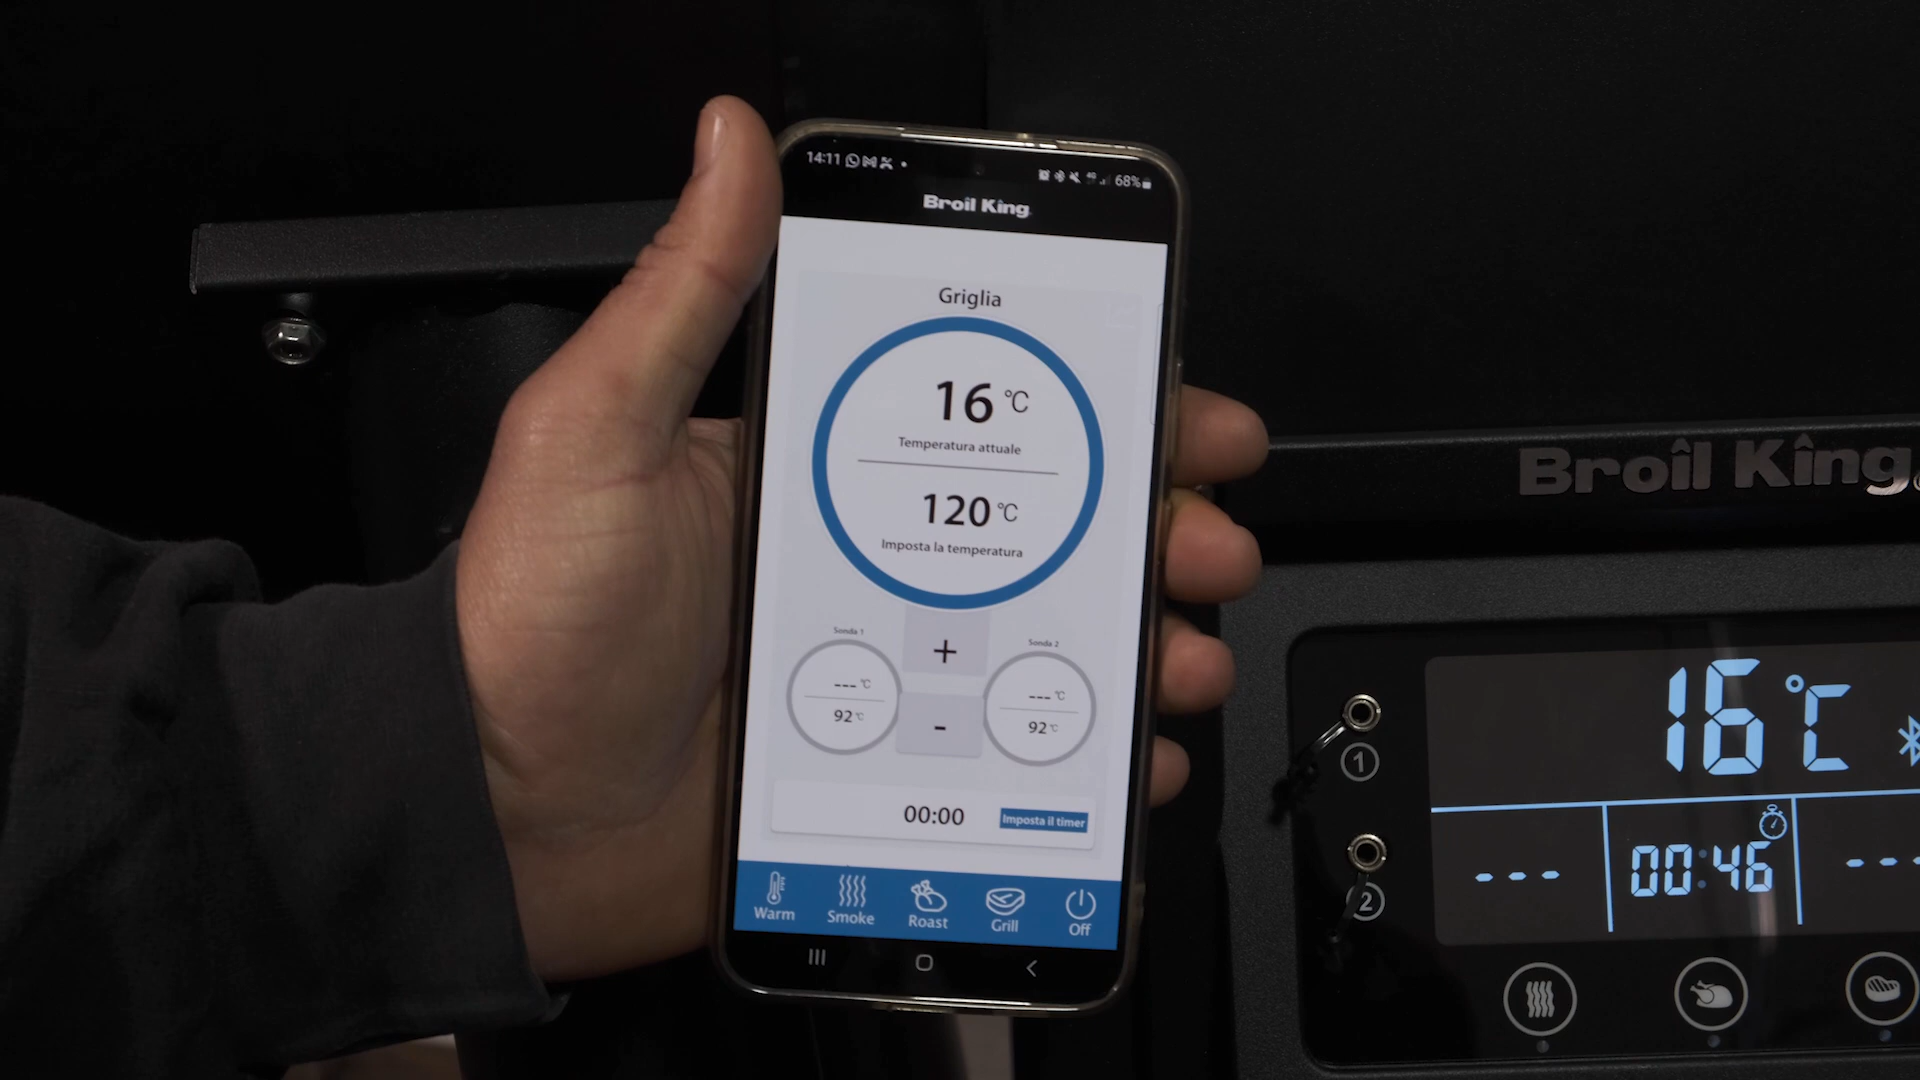 14:11
4G 68%
Broil King
Griglia
16 °C
Temperatura attuale
120 °C
Imposta la temperatura
Sonda 1
Sonda 2
+
--- °C
--- °C
92 °C
92 °C
-
00:00
Imposta il timer
Warm
Smoke
Roast
Grill
Off
Broil King
16 °C
1
--- 
00:46
---
2